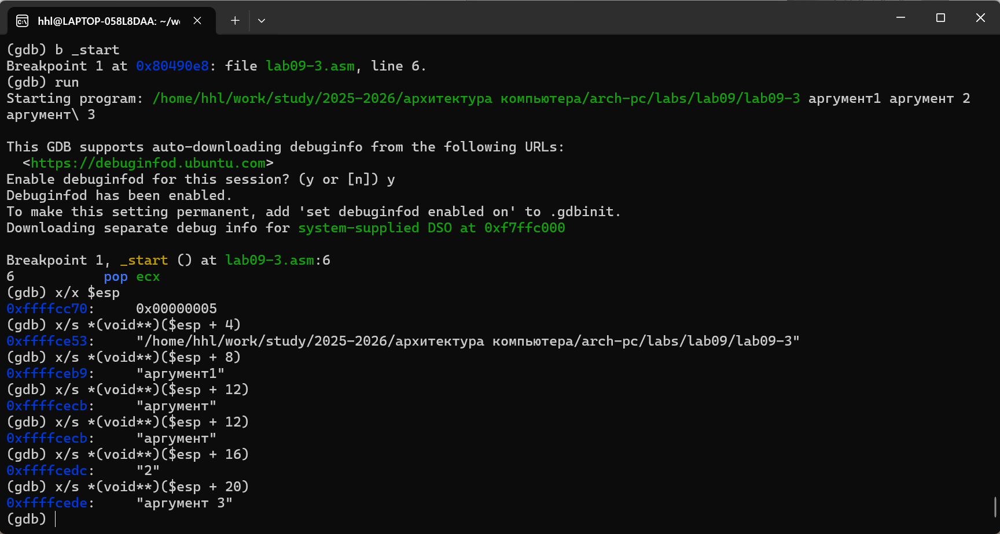 hhl@LAPTOP-058L8DAA: ~/w
(gdb) b _start
Breakpoint 1 at 0x80490e8: file lab09-3.asm, line 6.
(gdb) run
Starting program: /home/hhl/work/study/2025-2026/архитектура компьютера/arch-pc/labs/lab09/lab09-3 аргумент1 аргумент 2
аргумент\ 3
This GDB supports auto-downloading debuginfo from the following URLs:
<https://debuginfod.ubuntu.com>
Enable debuginfod for this session? (y or [n]) y
Debuginfod has been enabled.
To make this setting permanent, add 'set debuginfod enabled on' to .gdbinit.
Downloading separate debug info for system-supplied DSO at 0xf7ffc000
Breakpoint 1, _start () at lab09-3.asm:6
6 pop ecx
(gdb) x/x $esp
0xffffcc70: 0x00000005
(gdb) x/s *(void**)($esp + 4)
0xffffce53: "/home/hhl/work/study/2025-2026/архитектура компьютера/arch-pc/labs/lab09/lab09-3"
(gdb) x/s *(void**)($esp + 8)
0xffffceb9: "аргумент1"
(gdb) x/s *(void**)($esp + 12)
0xffffcecb: "аргумент"
(gdb) x/s *(void**)($esp + 12)
0xffffcecb: "аргумент"
(gdb) x/s *(void**)($esp + 16)
0xffffcedc: "2"
(gdb) x/s *(void**)($esp + 20)
0xffffcede: "аргумент 3"
(gdb)